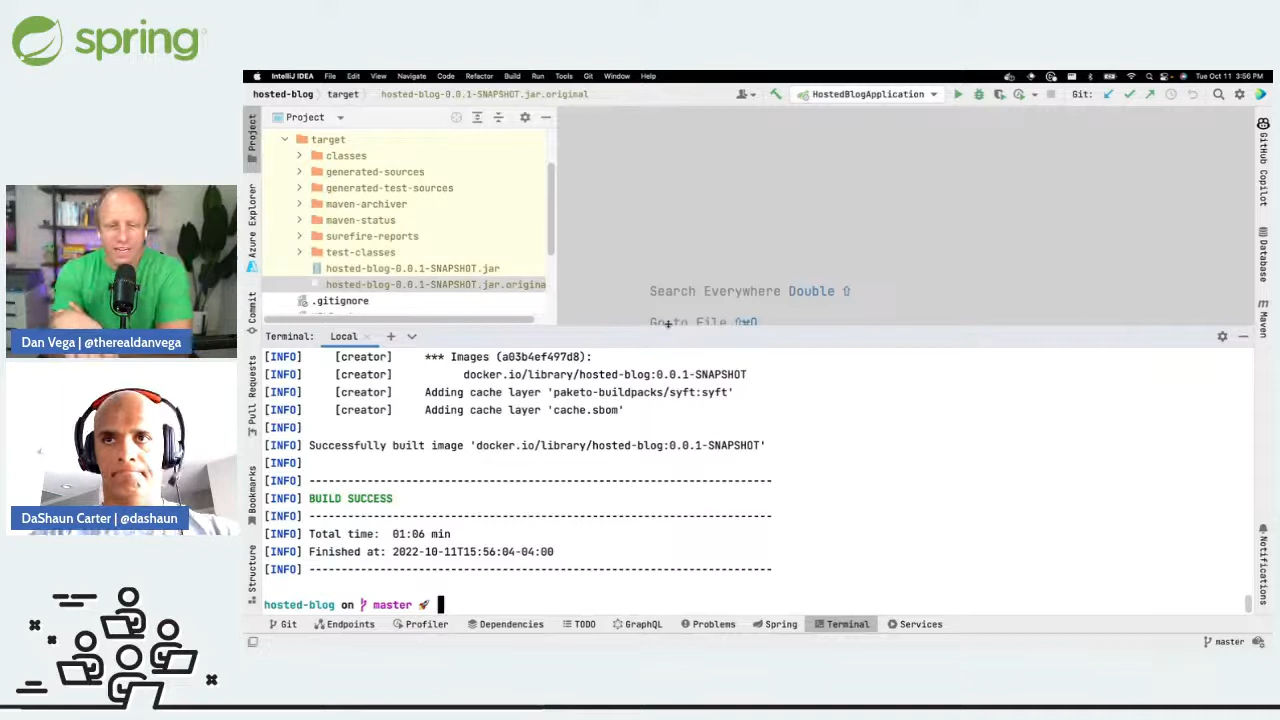 spring
IntelliJ IDEA File Edit View Navigate Code Refactor Build Run Tools Git Window Help
Tue Oct 11 3:56 PM
hosted-blog target hosted-blog-0.0.1-SNAPSHOT.jar.original
HostedBlogApplication
Git:
Project
Project
target
classes
generated-sources
generated-test-sources
maven-archiver
maven-status
surefire-reports
test-classes
hosted-blog-0.0.1-SNAPSHOT.jar
hosted-blog-0.0.1-SNAPSHOT.jar.origina
.gitignore
Azure Explorer
Commit
Pull Requests
Bookmarks
Structure
Search Everywhere Double ⇧
Go to File ⇧⌘O
GitHub Copilot
Database
Maven
Notifications
Dan Vega | @therealdanvega
DaShaun Carter | @dashaun
Terminal: Local
[INFO] [creator] *** Images (a03b4ef497d8):
[INFO] [creator] docker.io/library/hosted-blog:0.0.1-SNAPSHOT
[INFO] [creator] Adding cache layer 'paketo-buildpacks/syft:syft'
[INFO] [creator] Adding cache layer 'cache.sbom'
[INFO]
[INFO] Successfully built image 'docker.io/library/hosted-blog:0.0.1-SNAPSHOT'
[INFO]
[INFO] ------------------------------------------------------------------------
[INFO] BUILD SUCCESS
[INFO] ------------------------------------------------------------------------
[INFO] Total time: 01:06 min
[INFO] Finished at: 2022-10-11T15:56:04-04:00
[INFO] ------------------------------------------------------------------------
hosted-blog on master 🚀
Git Endpoints Profiler Dependencies TODO GraphQL Problems Spring Terminal Services
master